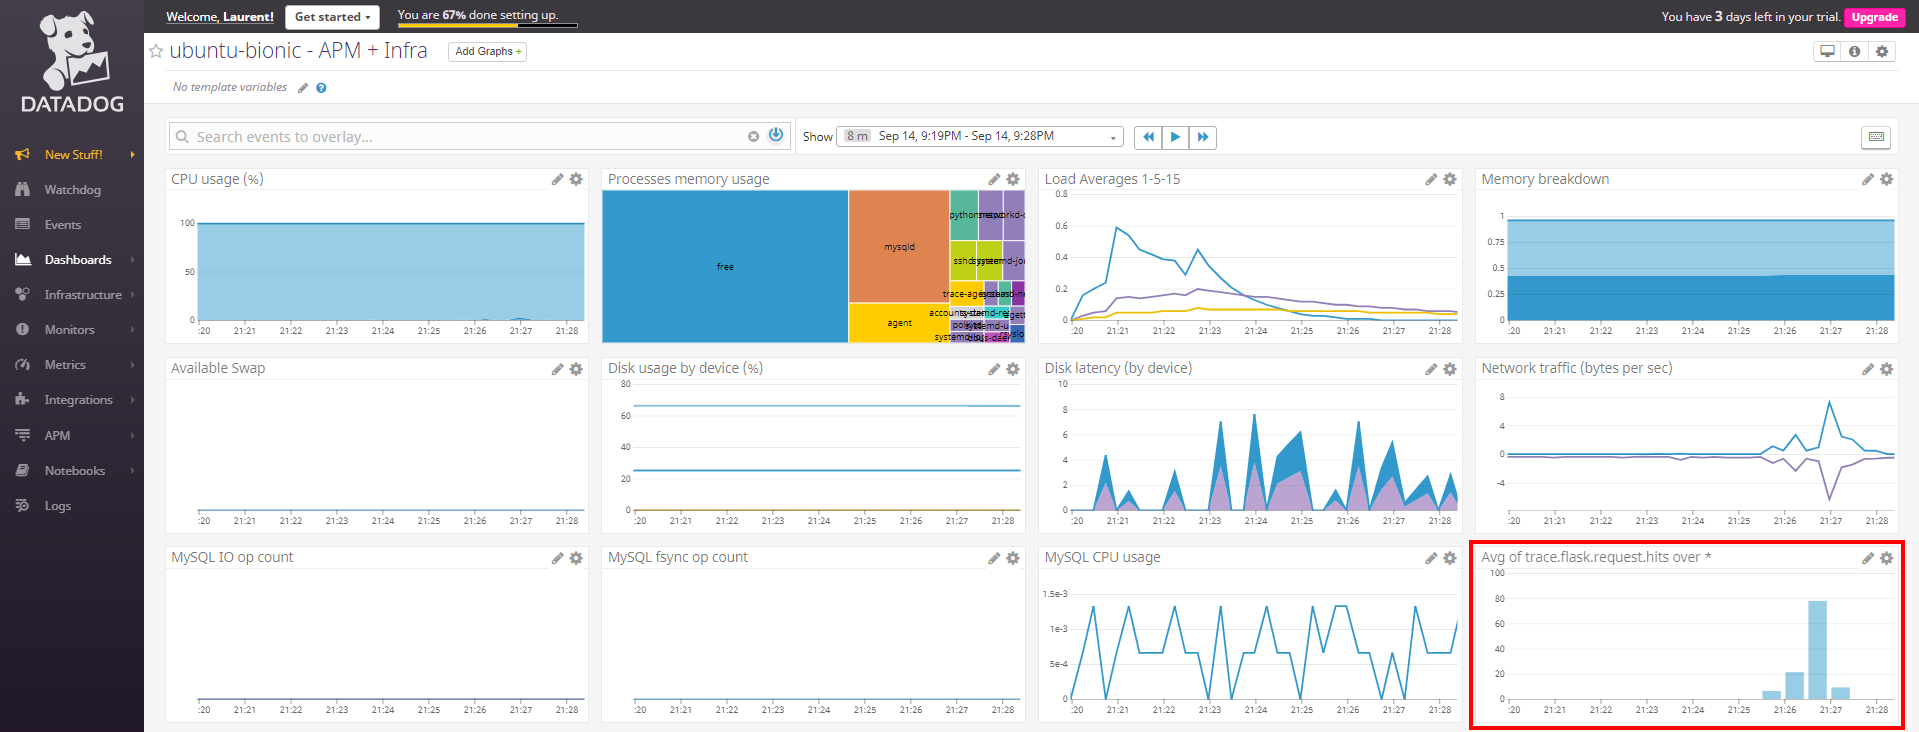 Welcome, Laurent!
Get started
You are 67% done setting up.
You have 3 days left in your trial.
Upgrade
DATADOG
New Stuff!
Watchdog
Events
Dashboards
Infrastructure
Monitors
Metrics
Integrations
APM
Notebooks
Logs
ubuntu-bionic - APM + Infra
Add Graphs +
No template variables
Search events to overlay...
Show
8 m
Sep 14, 9:19PM - Sep 14, 9:28PM
CPU usage (%)
100
50
0
:20 21:21 21:22 21:23 21:24 21:25 21:26 21:27 21:28
Processes memory usage
free
mysqld
agent
Load Averages 1-5-15
0.8
0.6
0.4
0.2
0
:20 21:21 21:22 21:23 21:24 21:25 21:26 21:27 21:28
Memory breakdown
1
0.75
0.5
0.25
0
:20 21:21 21:22 21:23 21:24 21:25 21:26 21:27 21:28
Available Swap
:20 21:21 21:22 21:23 21:24 21:25 21:26 21:27 21:28
Disk usage by device (%)
80
60
40
20
0
:20 21:21 21:22 21:23 21:24 21:25 21:26 21:27 21:28
Disk latency (by device)
10
8
6
4
2
0
:20 21:21 21:22 21:23 21:24 21:25 21:26 21:27 21:28
Network traffic (bytes per sec)
8
4
0
-4
:20 21:21 21:22 21:23 21:24 21:25 21:26 21:27 21:28
MySQL IO op count
:20 21:21 21:22 21:23 21:24 21:25 21:26 21:27 21:28
MySQL fsync op count
:20 21:21 21:22 21:23 21:24 21:25 21:26 21:27 21:28
MySQL CPU usage
1.5e-3
1e-3
5e-4
0
:20 21:21 21:22 21:23 21:24 21:25 21:26 21:27 21:28
Avg of trace.flask.request.hits over *
100
80
60
40
20
0
:20 21:21 21:22 21:23 21:24 21:25 21:26 21:27 21:28